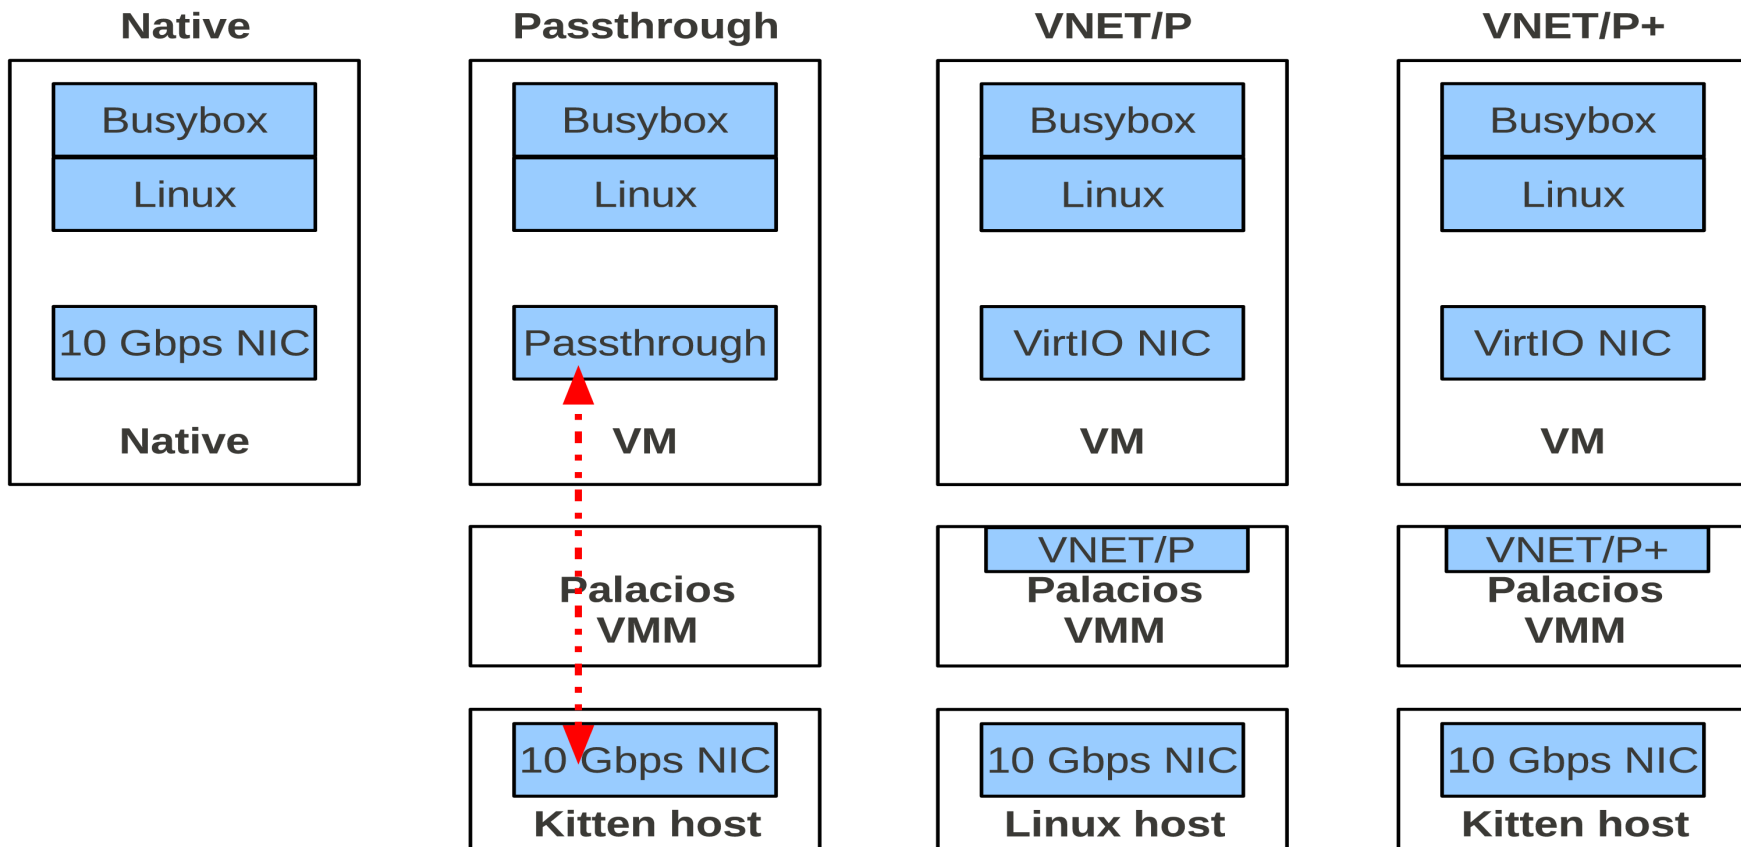 Native
Busybox
Linux
10 Gbps NIC
Native
Passthrough
Busybox
Linux
Passthrough
VM
Palacios
VMM
10 Gbps NIC
Kitten host
VNET/P
Busybox
Linux
VirtIO NIC
VM
VNET/P
Palacios
VMM
10 Gbps NIC
Linux host
VNET/P+
Busybox
Linux
VirtIO NIC
VM
VNET/P+
Palacios
VMM
10 Gbps NIC
Kitten host